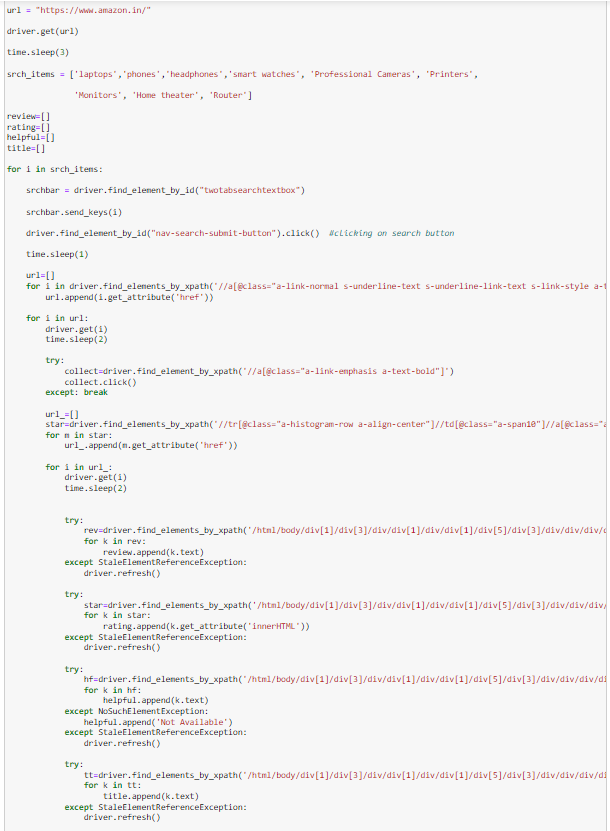 url = "https://www.amazon.in/"
driver.get(url)
time.sleep(3)
srch_items = ['laptops','phones','headphones','smart watches', 'Professional Cameras', 'Printers',
'Monitors', 'Home theater', 'Router']
review=[]
rating=[]
helpful=[]
title=[]
for i in srch_items:
srchbar = driver.find_element_by_id("twotabsearchtextbox")
srchbar.send_keys(i)
driver.find_element_by_id("nav-search-submit-button").click()  #clicking on search button
time.sleep(1)
url=[]
for i in driver.find_elements_by_xpath('//a[@class="a-link-normal s-underline-text s-underline-link-text s-link-style a-t
url.append(i.get_attribute('href'))
for i in url:
driver.get(i)
time.sleep(2)
try:
collect=driver.find_element_by_xpath('//a[@class="a-link-emphasis a-text-bold"]')
collect.click()
except: break
url_=[]
star=driver.find_elements_by_xpath('//tr[@class="a-histogram-row a-align-center"]//td[@class="a-span10"]//a[@class="a
for m in star:
url_.append(m.get_attribute('href'))
for i in url_:
driver.get(i)
time.sleep(2)
try:
rev=driver.find_elements_by_xpath('/html/body/div[1]/div[3]/div/div[1]/div/div[1]/div[5]/div[3]/div/div/div/d
for k in rev:
review.append(k.text)
except StaleElementReferenceException:
driver.refresh()
try:
star=driver.find_elements_by_xpath('/html/body/div[1]/div[3]/div/div[1]/div/div[1]/div[5]/div[3]/div/div/div/
for k in star:
rating.append(k.get_attribute('innerHTML'))
except StaleElementReferenceException:
driver.refresh()
try:
hf=driver.find_elements_by_xpath('/html/body/div[1]/div[3]/div/div[1]/div/div[1]/div[5]/div[3]/div/div/div/di
for k in hf:
helpful.append(k.text)
except NoSuchElementException:
helpful.append('Not Available')
except StaleElementReferenceException:
driver.refresh()
try:
tt=driver.find_elements_by_xpath('/html/body/div[1]/div[3]/div/div[1]/div/div[1]/div[5]/div[3]/div/div/div/di
for k in tt:
title.append(k.text)
except StaleElementReferenceException:
driver.refresh()